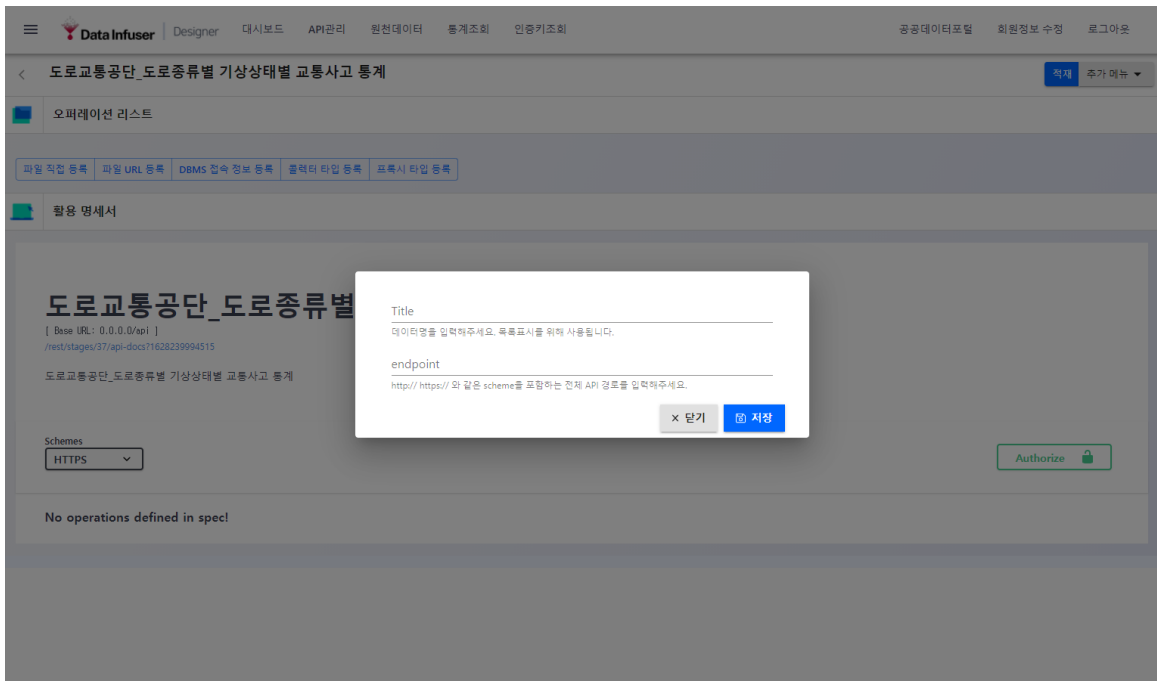 Data Infuser | Designer 대시보드 API관리 원천데이터 통계조회 인증키조회 공공데이터포털 회원정보 수정 로그아웃
도로교통공단_도로종류별 기상상태별 교통사고 통계 적재 추가 메뉴
오퍼레이션 리스트
파일 직접 등록 파일 URL 등록 DBMS 접속 정보 등록 콜렉터 타입 등록 프록시 타입 등록
활용 명세서
도로교통공단_도로종류별
[ Base URL: 0.0.0.0/api ]
/rest/stages/37/api-docs?1628239994515
도로교통공단_도로종류별 기상상태별 교통사고 통계
Title
데이터명을 입력해주세요. 목록표시를 위해 사용됩니다.
endpoint
http:// https:// 와 같은 scheme을 포함하는 전체 API 경로를 입력해주세요.
× 닫기 저장
Schemes
HTTPS Authorize
No operations defined in spec!